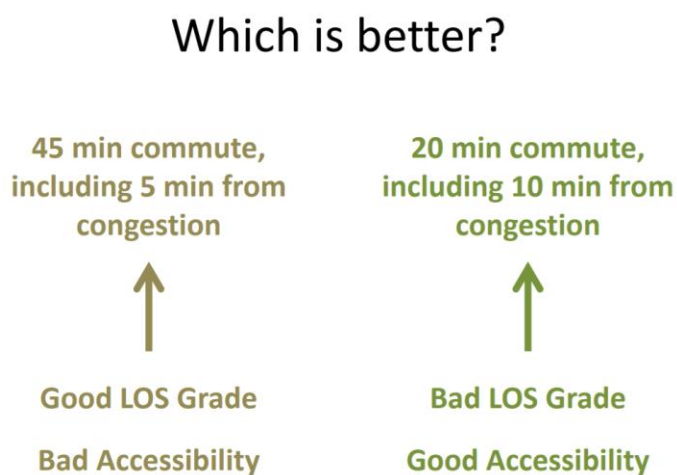 Which is better?
45 min commute,
including 5 min from
congestion
20 min commute,
including 10 min from
congestion
Good LOS Grade
Bad Accessibility
Bad LOS Grade
Good Accessibility